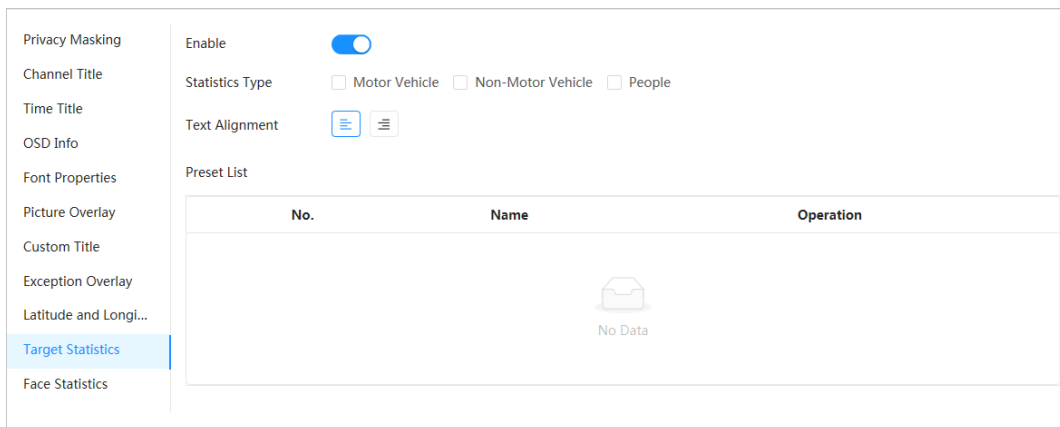 Privacy Masking
Channel Title
Time Title
OSD Info
Font Properties
Picture Overlay
Custom Title
Exception Overlay
Latitude and Longi...
Target Statistics
Face Statistics
Enable
Statistics Type Motor Vehicle Non-Motor Vehicle People
Text Alignment
Preset List
No. Name Operation
No Data